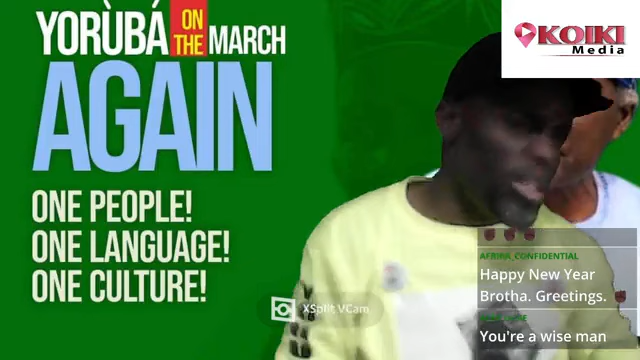 YORÙBÁ ON THE MARCH
AGAIN
ONE PEOPLE!
ONE LANGUAGE!
ONE CULTURE!
KOIKI
Media
AFRIKA_CONFIDENTIAL
Happy New Year
Brotha. Greetings.
You're a wise man
XSplit VCam